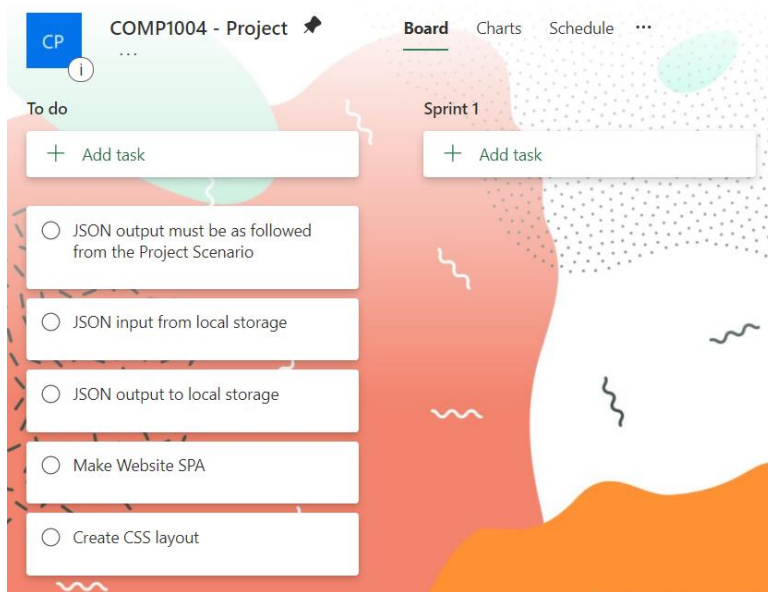 CP
i
COMP1004 - Project
...
Board Charts Schedule ...
To do
+ Add task
JSON output must be as followed
from the Project Scenario
JSON input from local storage
JSON output to local storage
Make Website SPA
Create CSS layout
Sprint 1
+ Add task